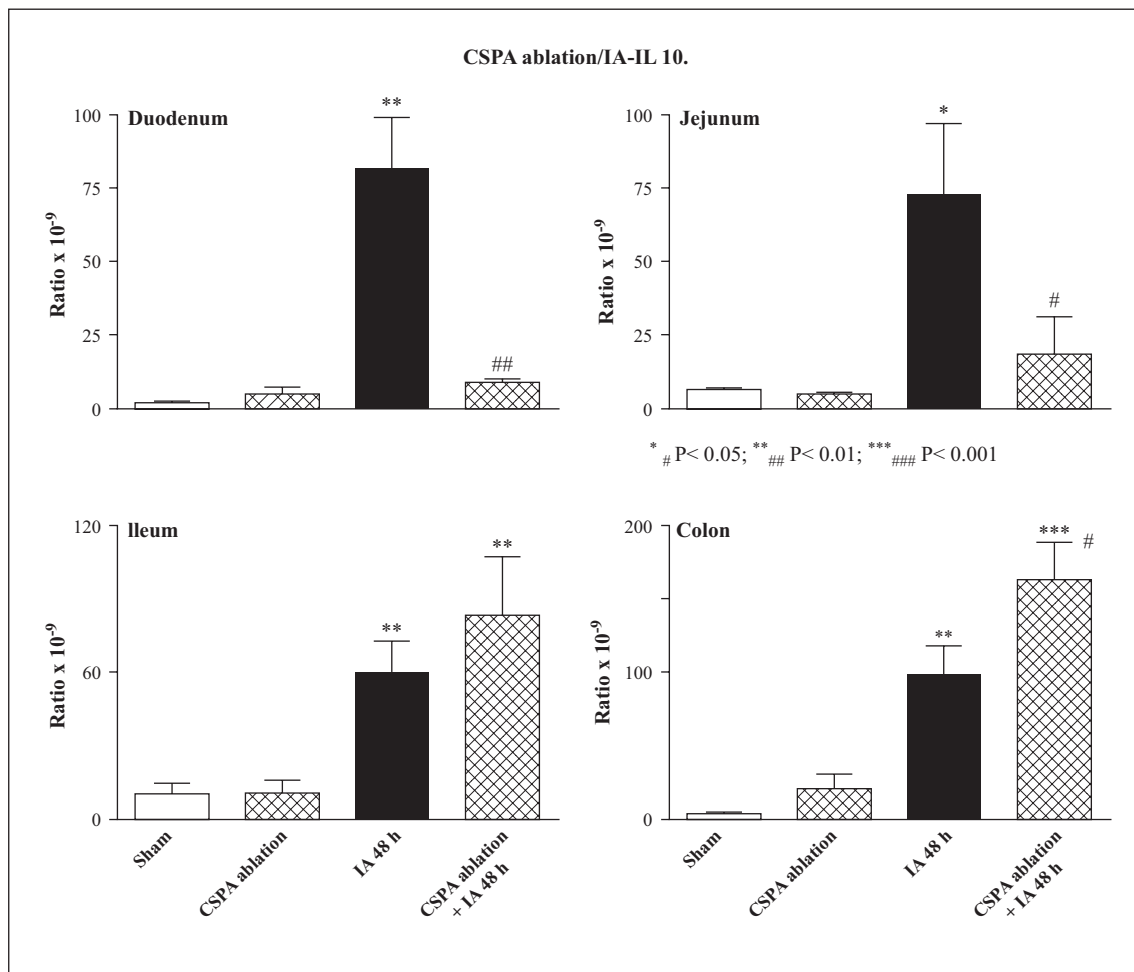 CSPA ablation/IA-IL 10.
Duodenum
100
75
50
25
0
Ratio x 10-9
**
##
Jejunum
100
75
50
25
0
Ratio x 10-9
*
#
* # P< 0.05; ** ## P< 0.01; *** ### P< 0.001
lleum
120
60
0
Ratio x 10-9
**
**
Sham
CSPA ablation
IA 48 h
CSPA ablation
+ IA 48 h
Colon
200
100
0
Ratio x 10-9
**
*** #
Sham
CSPA ablation
IA 48 h
CSPA ablation
+ IA 48 h